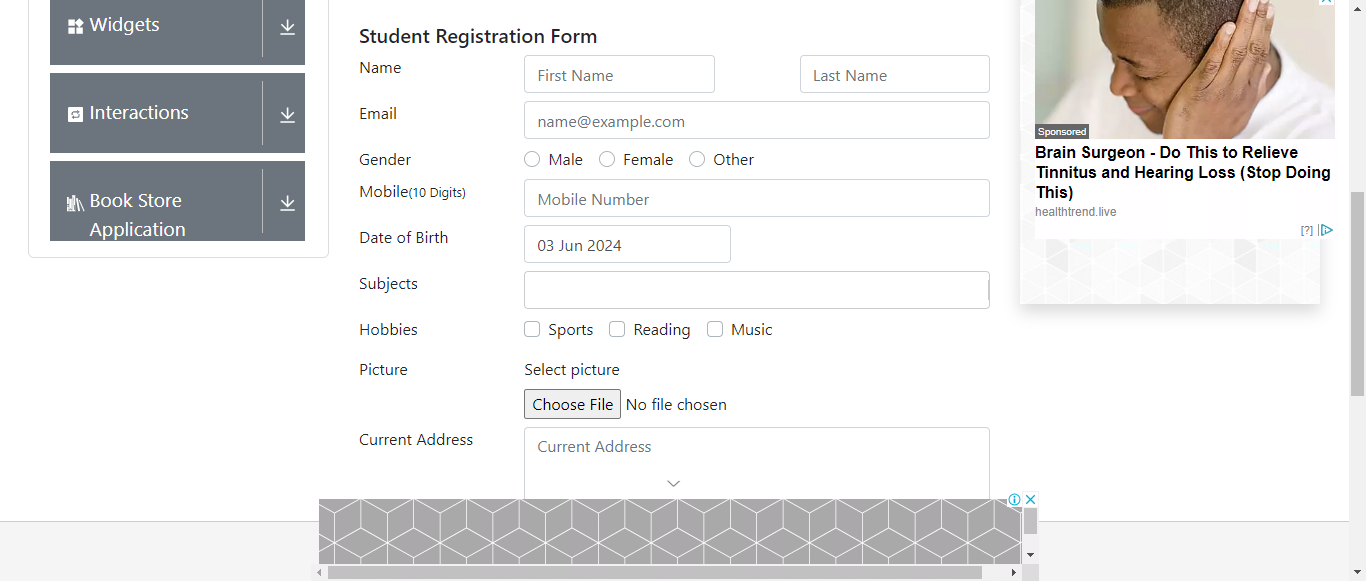 Widgets
Interactions
Book Store
Application
Student Registration Form
Name
First Name
Last Name
Email
name@example.com
Gender
Male
Female
Other
Mobile(10 Digits)
Mobile Number
Date of Birth
03 Jun 2024
Subjects
Hobbies
Sports
Reading
Music
Picture
Select picture
Choose File
No file chosen
Current Address
Current Address
Sponsored
Brain Surgeon - Do This to Relieve
Tinnitus and Hearing Loss (Stop Doing
This)
healthtrend.live
[?]